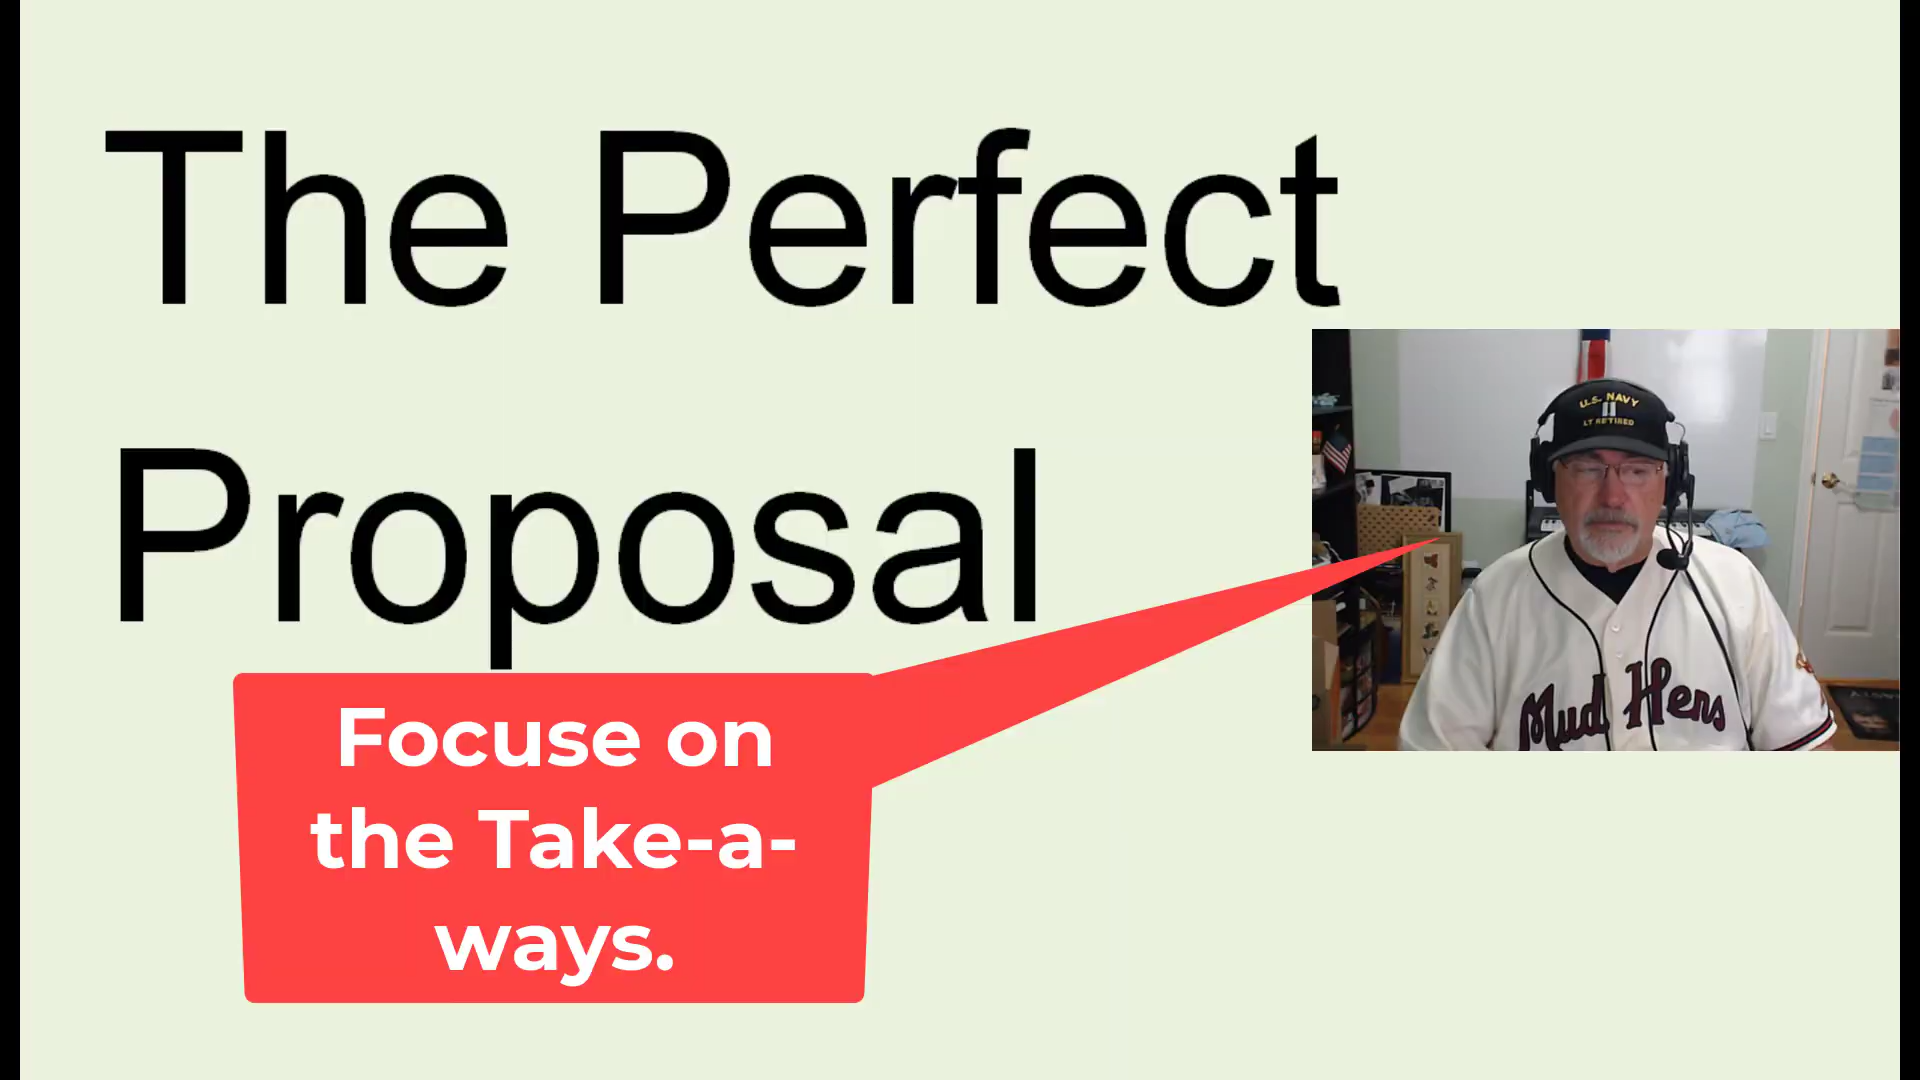 The Perfect
Proposal
U.S. NAVY
LT RETIRED
Mud Hens
Focuse on
the Take-a-
ways.